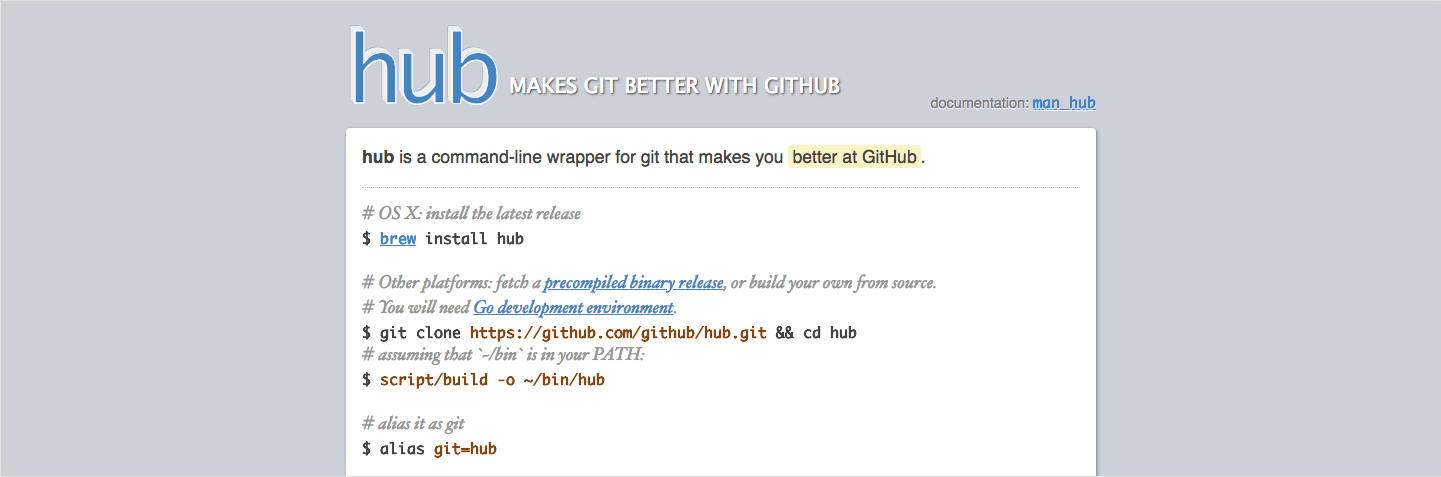 hub MAKES GIT BETTER WITH GITHUB
documentation: man hub
hub is a command-line wrapper for git that makes you better at GitHub.
# OS X: install the latest release
$ brew install hub
# Other platforms: fetch a precompiled binary release, or build your own from source.
# You will need Go development environment.
$ git clone https://github.com/github/hub.git && cd hub
# assuming that `~/bin` is in your PATH:
$ script/build -o ~/bin/hub
# alias it as git
$ alias git=hub